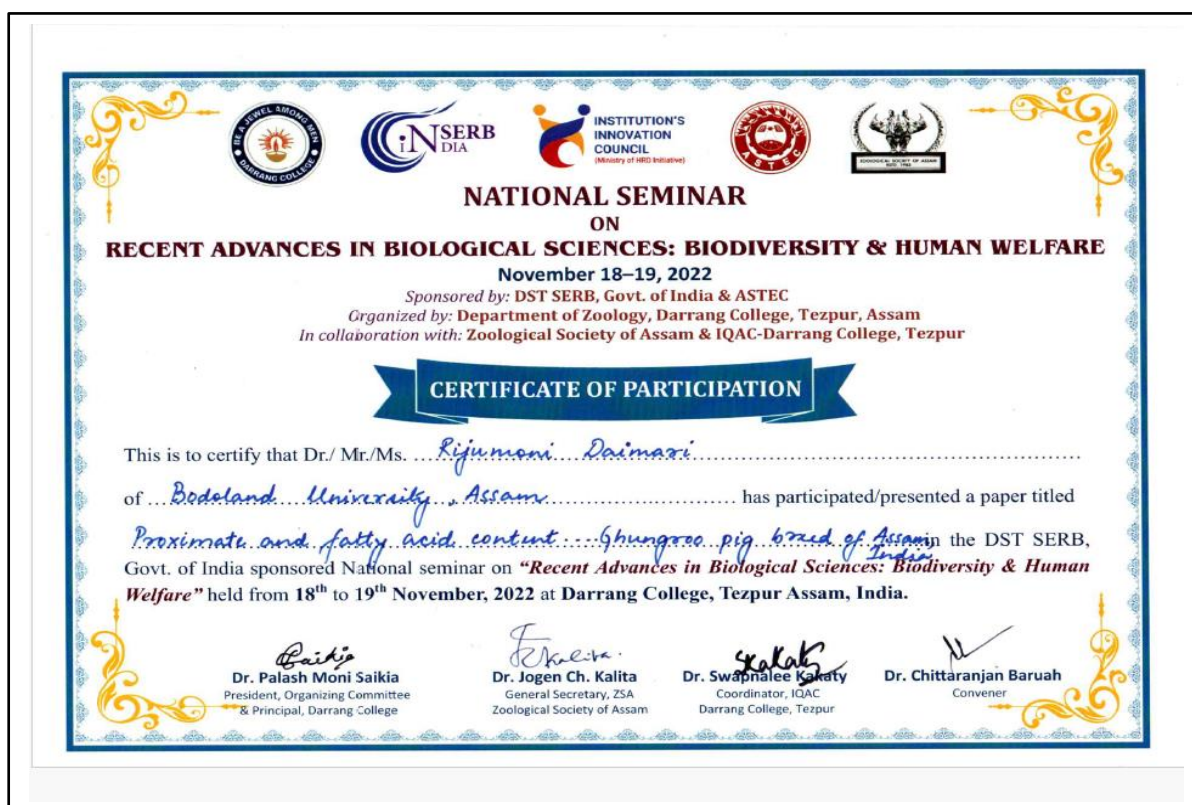 BE A JEWEL AMONG MEN
DARRANG COLLEGE
iNSERB
DIA
INSTITUTION'S
INNOVATION
COUNCIL
(Ministry of HRD Initiative)
ASTEC
ZOOLOGICAL SOCIETY OF ASSAM
NATIONAL SEMINAR
ON
RECENT ADVANCES IN BIOLOGICAL SCIENCES: BIODIVERSITY & HUMAN WELFARE
November 18–19, 2022
Sponsored by: DST SERB, Govt. of India & ASTEC
Organized by: Department of Zoology, Darrang College, Tezpur, Assam
In collaboration with: Zoological Society of Assam & IQAC-Darrang College, Tezpur
CERTIFICATE OF PARTICIPATION
This is to certify that Dr./ Mr./Ms. Rijumoni Daimari
of Bodoland University, Assam has participated/presented a paper titled
Proximate and fatty acid content ... Ghungroo pig breed of Assam in the DST SERB,
India
Govt. of India sponsored National seminar on "Recent Advances in Biological Sciences: Biodiversity & Human
Welfare" held from 18th to 19th November, 2022 at Darrang College, Tezpur Assam, India.
Dr. Palash Moni Saikia
President, Organizing Committee
& Principal, Darrang College
Dr. Jogen Ch. Kalita
General Secretary, ZSA
Zoological Society of Assam
Dr. Swapnalee Kakaty
Coordinator, IQAC
Darrang College, Tezpur
Dr. Chittaranjan Baruah
Convener